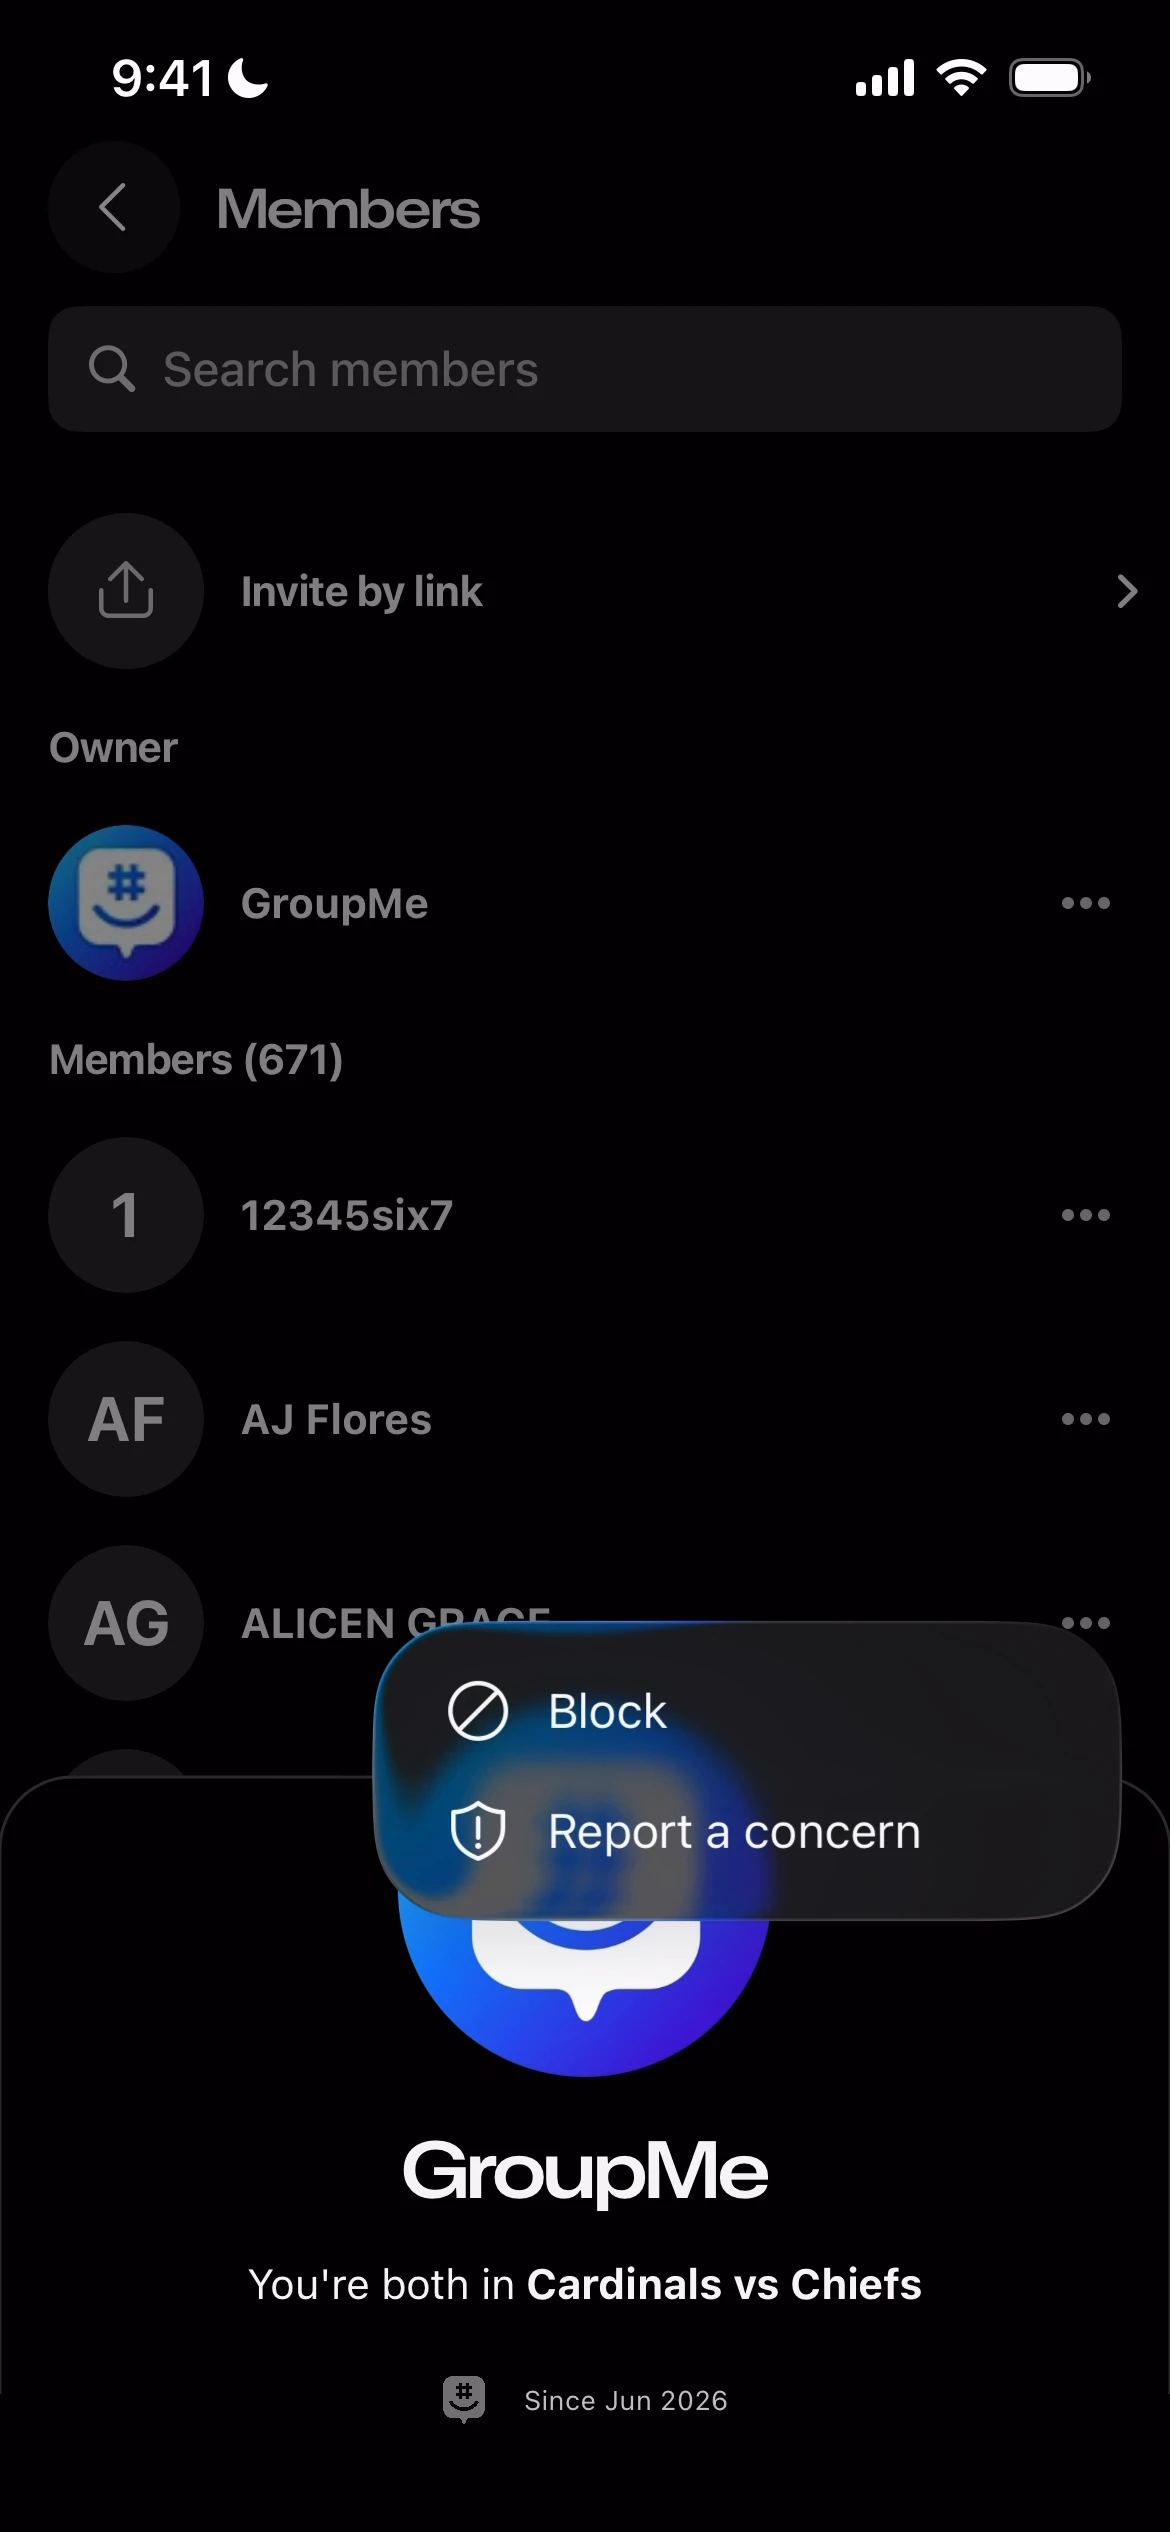 9:41
Members
Search members
Invite by link
Owner
GroupMe
Members (671)
1
12345six7
AF
AJ Flores
AG
ALICEN GRACE
Block
Report a concern
GroupMe
You're both in Cardinals vs Chiefs
Since Jun 2026